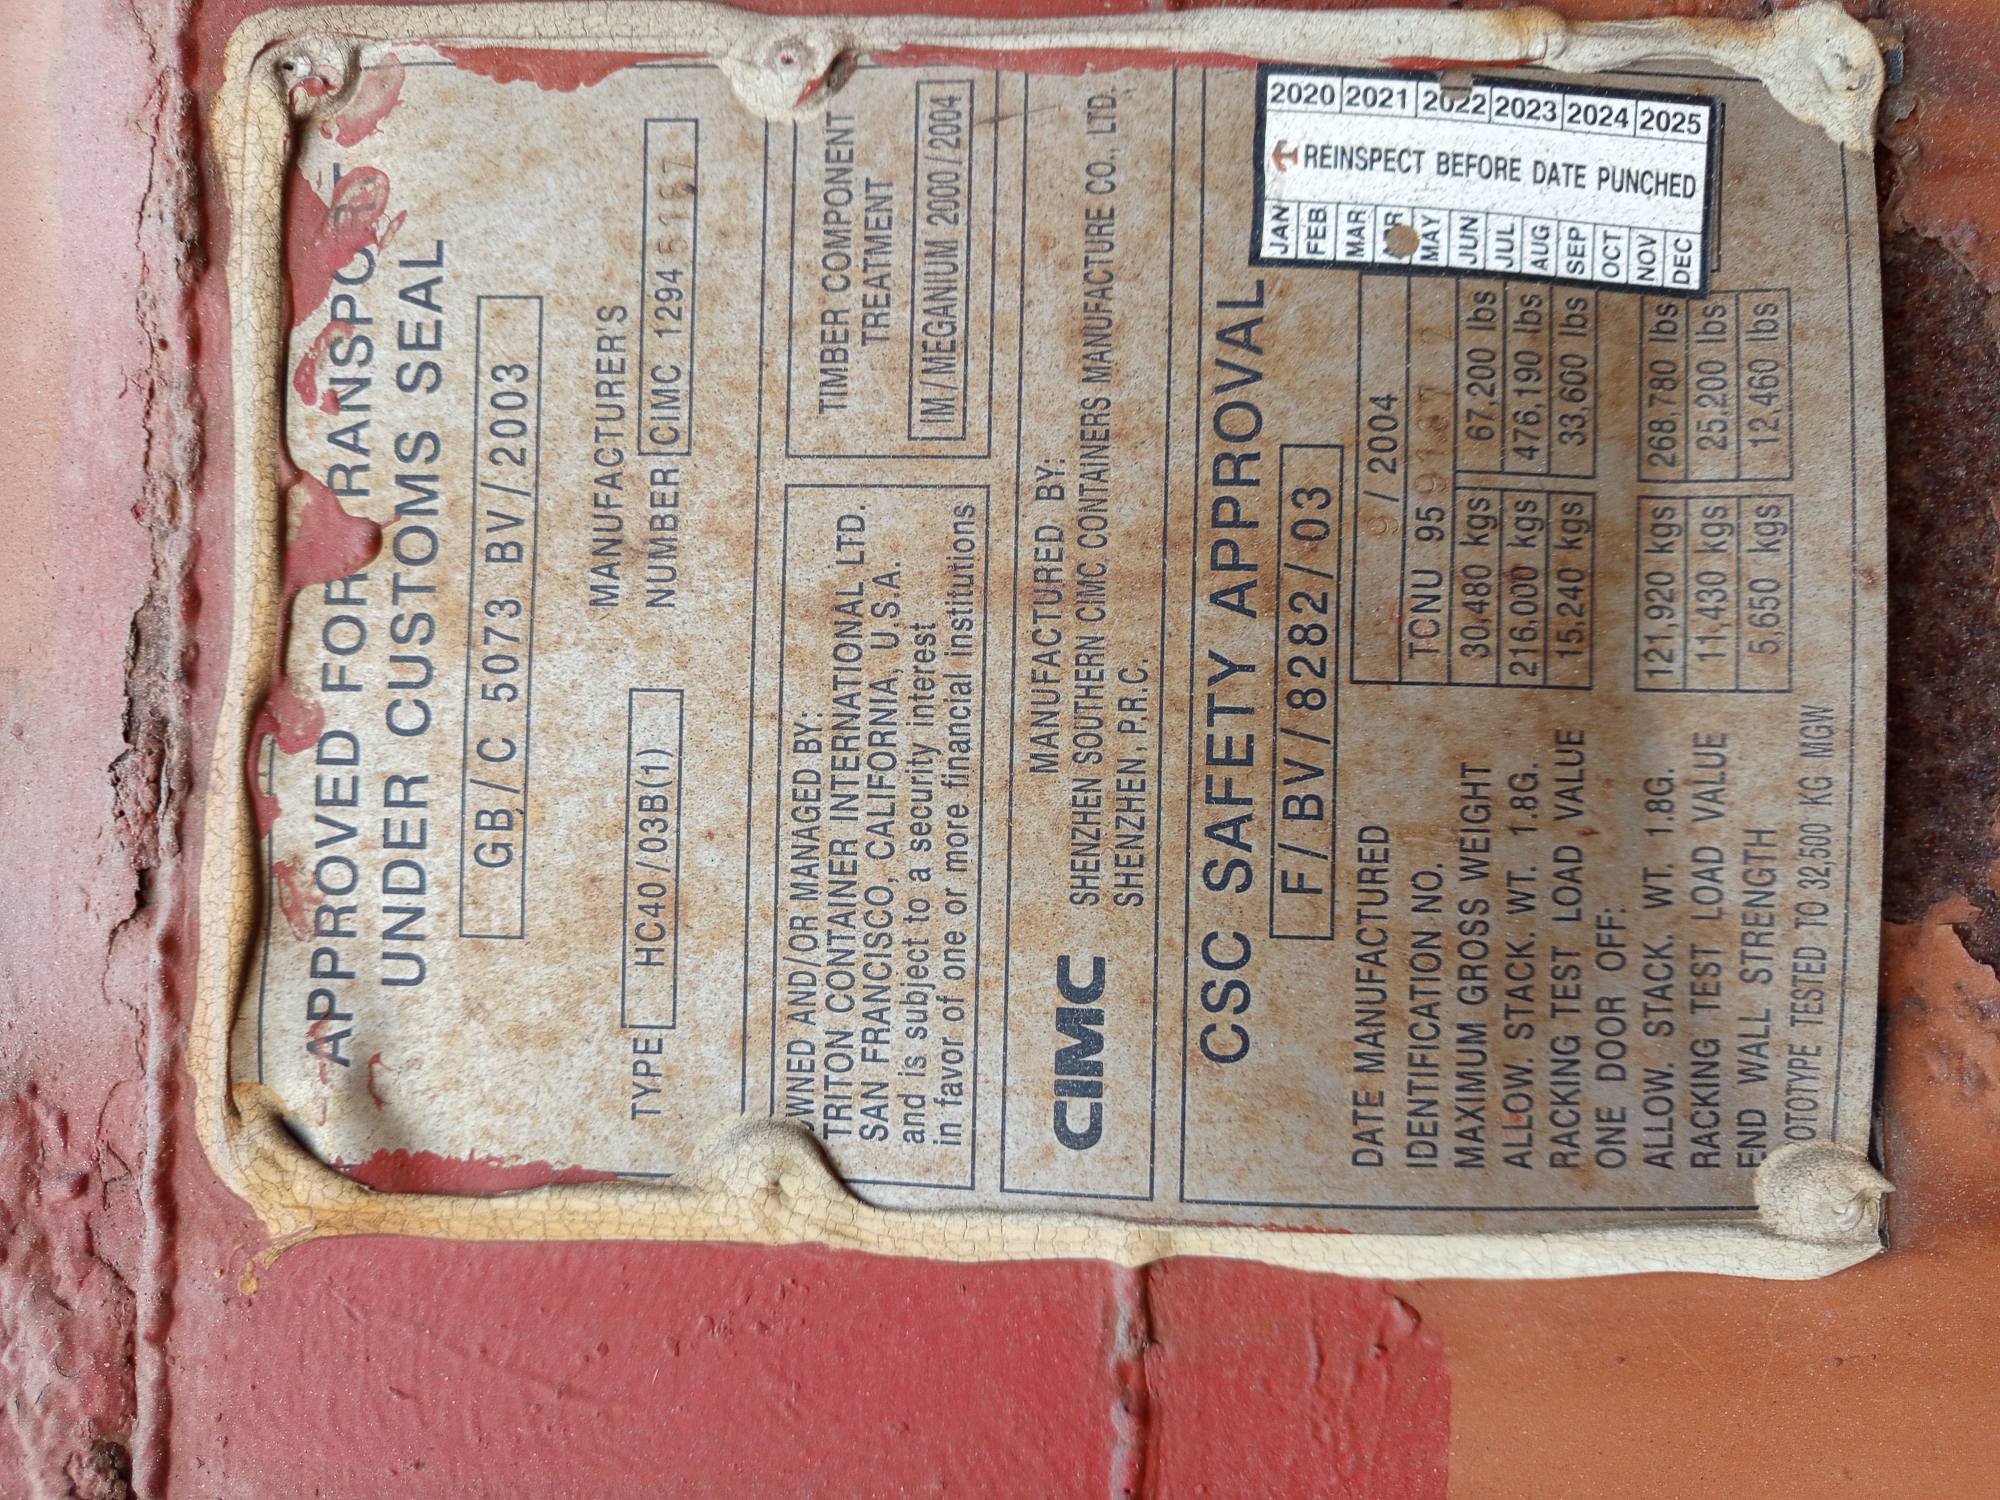 APPROVED FOR TRANSPORT
UNDER CUSTOMS SEAL
GB/C 5073 BV/2003
MANUFACTURER'S
TYPE HC40/03B(1) NUMBER CIMC 1294
OWNED AND/OR MANAGED BY:
TRITON CONTAINER INTERNATIONAL LTD.
SAN FRANCISCO, CALIFORNIA, U.S.A.
and is subject to a security interest
in favor of one or more financial institutions
TIMBER COMPONENT
TREATMENT
IM/MEGANIUM 2000/2004
CIMC
MANUFACTURED BY:
SHENZHEN SOUTHERN CIMC CONTAINERS MANUFACTURE CO., LTD.
SHENZHEN, P.R.C.
CSC SAFETY APPROVAL
F/BV/8282/03
DATE MANUFACTURED 9/2004
IDENTIFICATION NO. TCNU 95
MAXIMUM GROSS WEIGHT 30,480 kgs 67,200 lbs
ALLOW. STACK. WT. 1.8G. 216,000 kgs 476,190 lbs
RACKING TEST LOAD VALUE 15,240 kgs 33,600 lbs
ONE DOOR OFF:
ALLOW. STACK. WT. 1.8G. 121,920 kgs 268,780 lbs
RACKING TEST LOAD VALUE 11,430 kgs 25,200 lbs
END WALL STRENGTH 5,650 kgs 12,460 lbs
OTOTYPE TESTED TO 32,500 KG MGW
2020 2021 2022 2023 2024 2025
REINSPECT BEFORE DATE PUNCHED
JAN FEB MAR APR MAY JUN JUL AUG SEP OCT NOV DEC